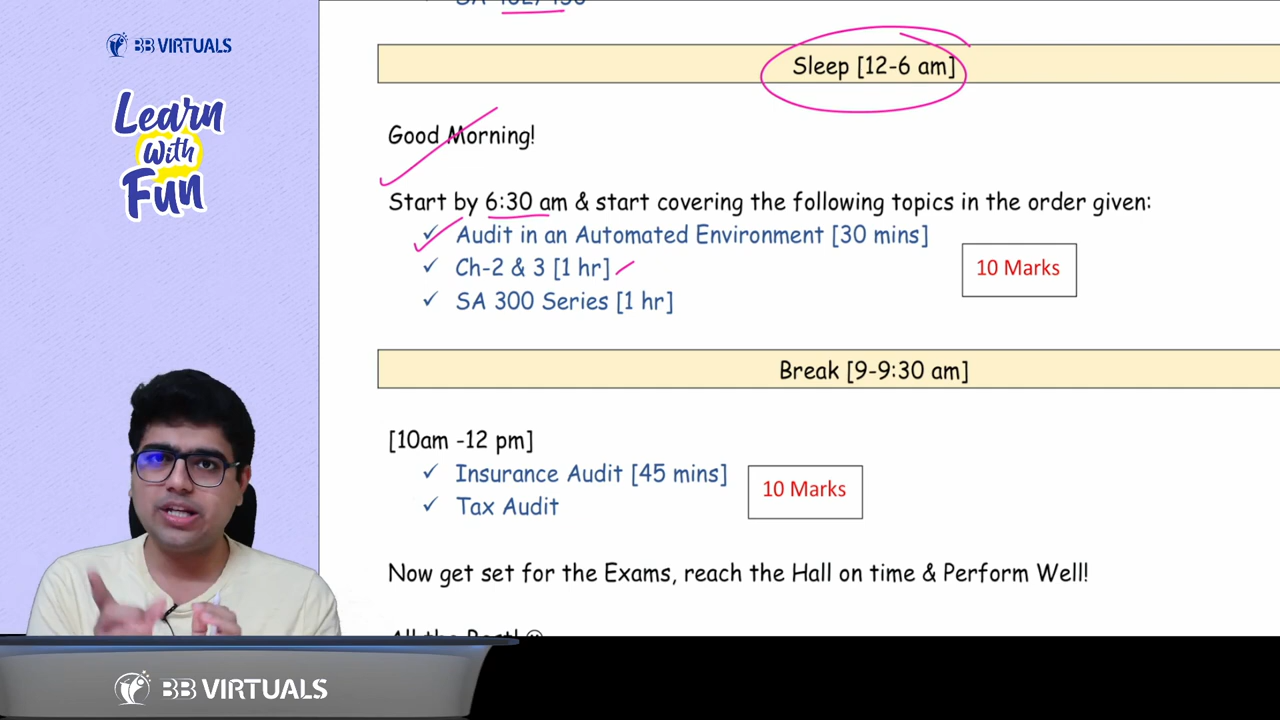 BB VIRTUALS
Learn
With
Fun
Sleep [12-6 am]
Good Morning!
Start by 6:30 am & start covering the following topics in the order given:
✓ Audit in an Automated Environment [30 mins]
✓ Ch-2 & 3 [1 hr]
✓ SA 300 Series [1 hr]
10 Marks
Break [9-9:30 am]
[10am -12 pm]
✓ Insurance Audit [45 mins]
✓ Tax Audit
10 Marks
Now get set for the Exams, reach the Hall on time & Perform Well!
All the Best! ☺
BB VIRTUALS